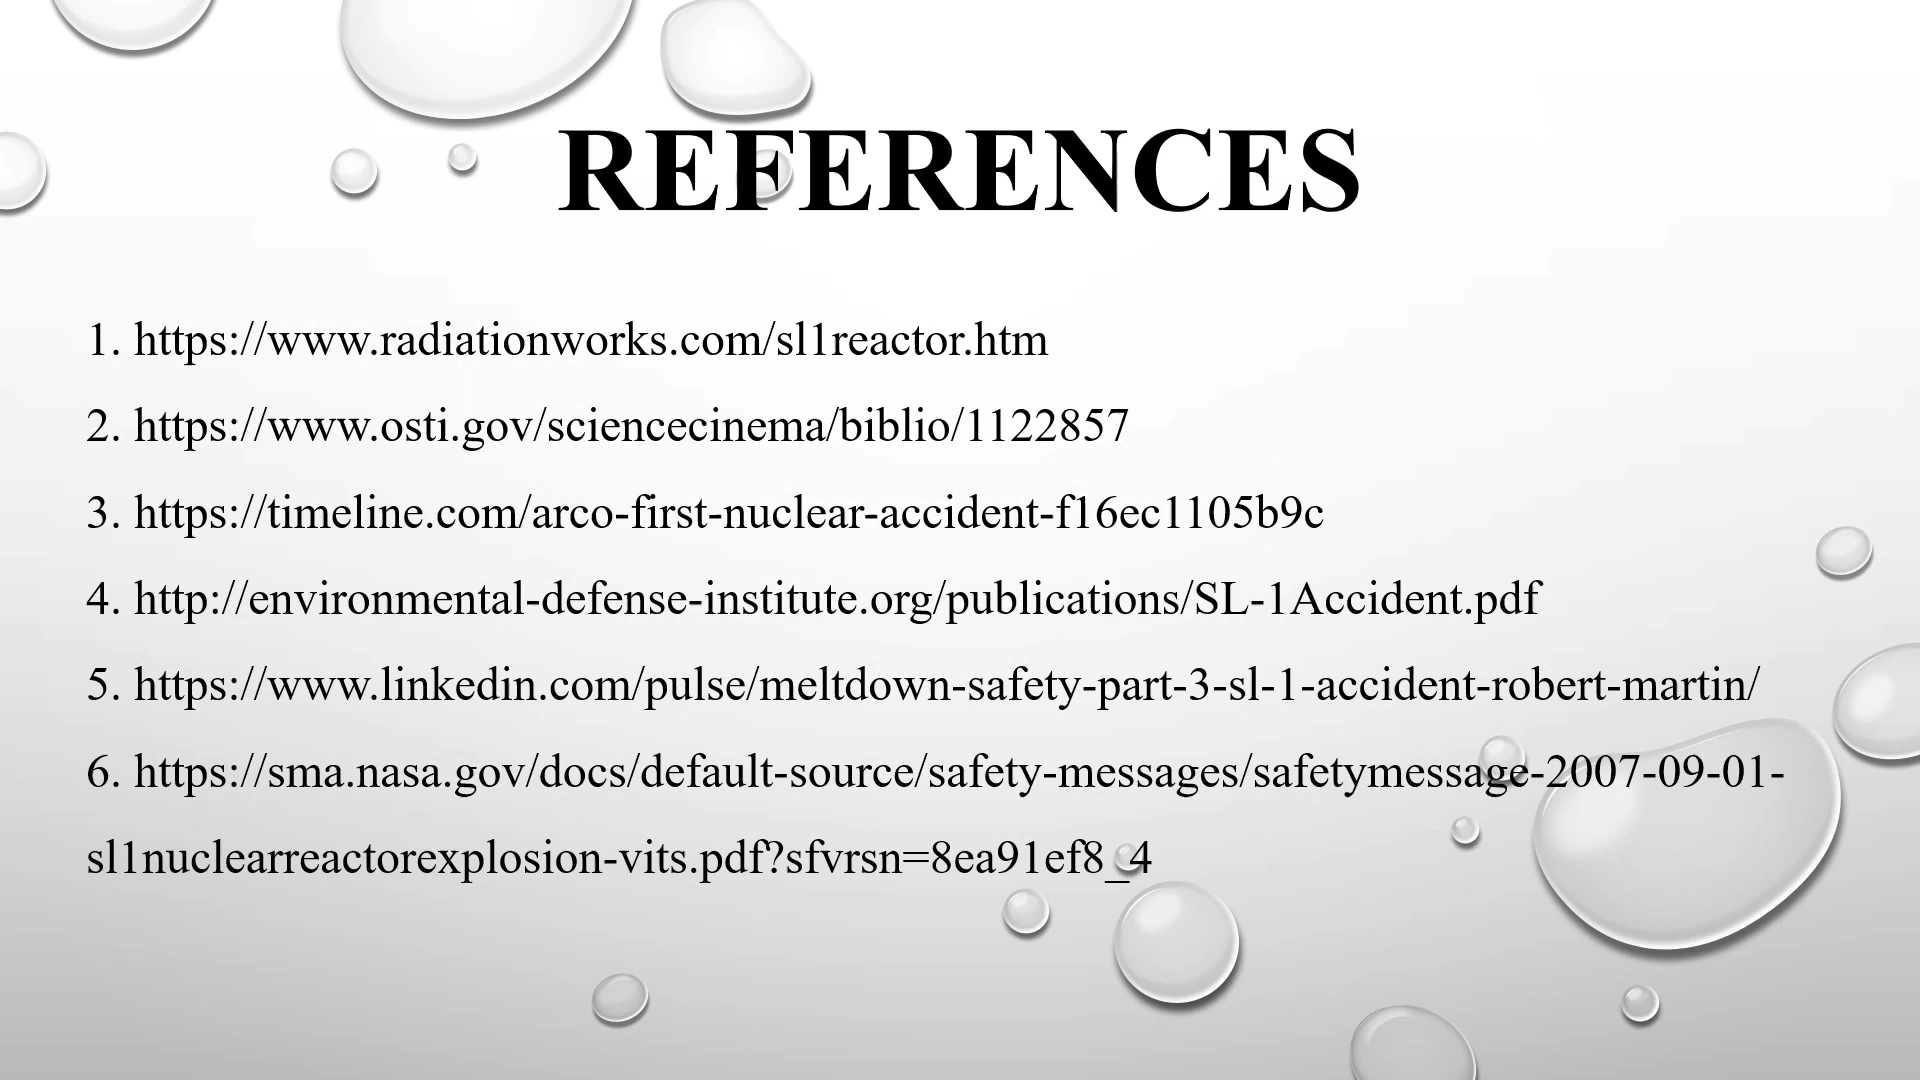 REFERENCES
1. https://www.radiationworks.com/sl1reactor.htm
2. https://www.osti.gov/sciencecinema/biblio/1122857
3. https://timeline.com/arco-first-nuclear-accident-f16ec1105b9c
4. http://environmental-defense-institute.org/publications/SL-1Accident.pdf
5. https://www.linkedin.com/pulse/meltdown-safety-part-3-sl-1-accident-robert-martin/
6. https://sma.nasa.gov/docs/default-source/safety-messages/safetymessage-2007-09-01-
sl1nuclearreactorexplosion-vits.pdf?sfvrsn=8ea91ef8_4